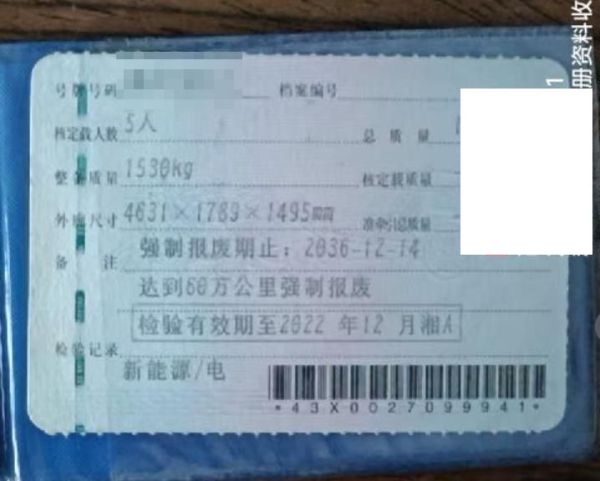 号牌号码 档案编号
核定载人数 5人 总质量
整备质量 1530kg 核定载质量
外廓尺寸 4631×1789×1495mm 准牵引总质量
备注 强制报废期止：2036-12-14
达到60万公里强制报废
检验有效期至2022 年12 月湘A
检验记录
新能源/电
*43X0027099941*
册资料收